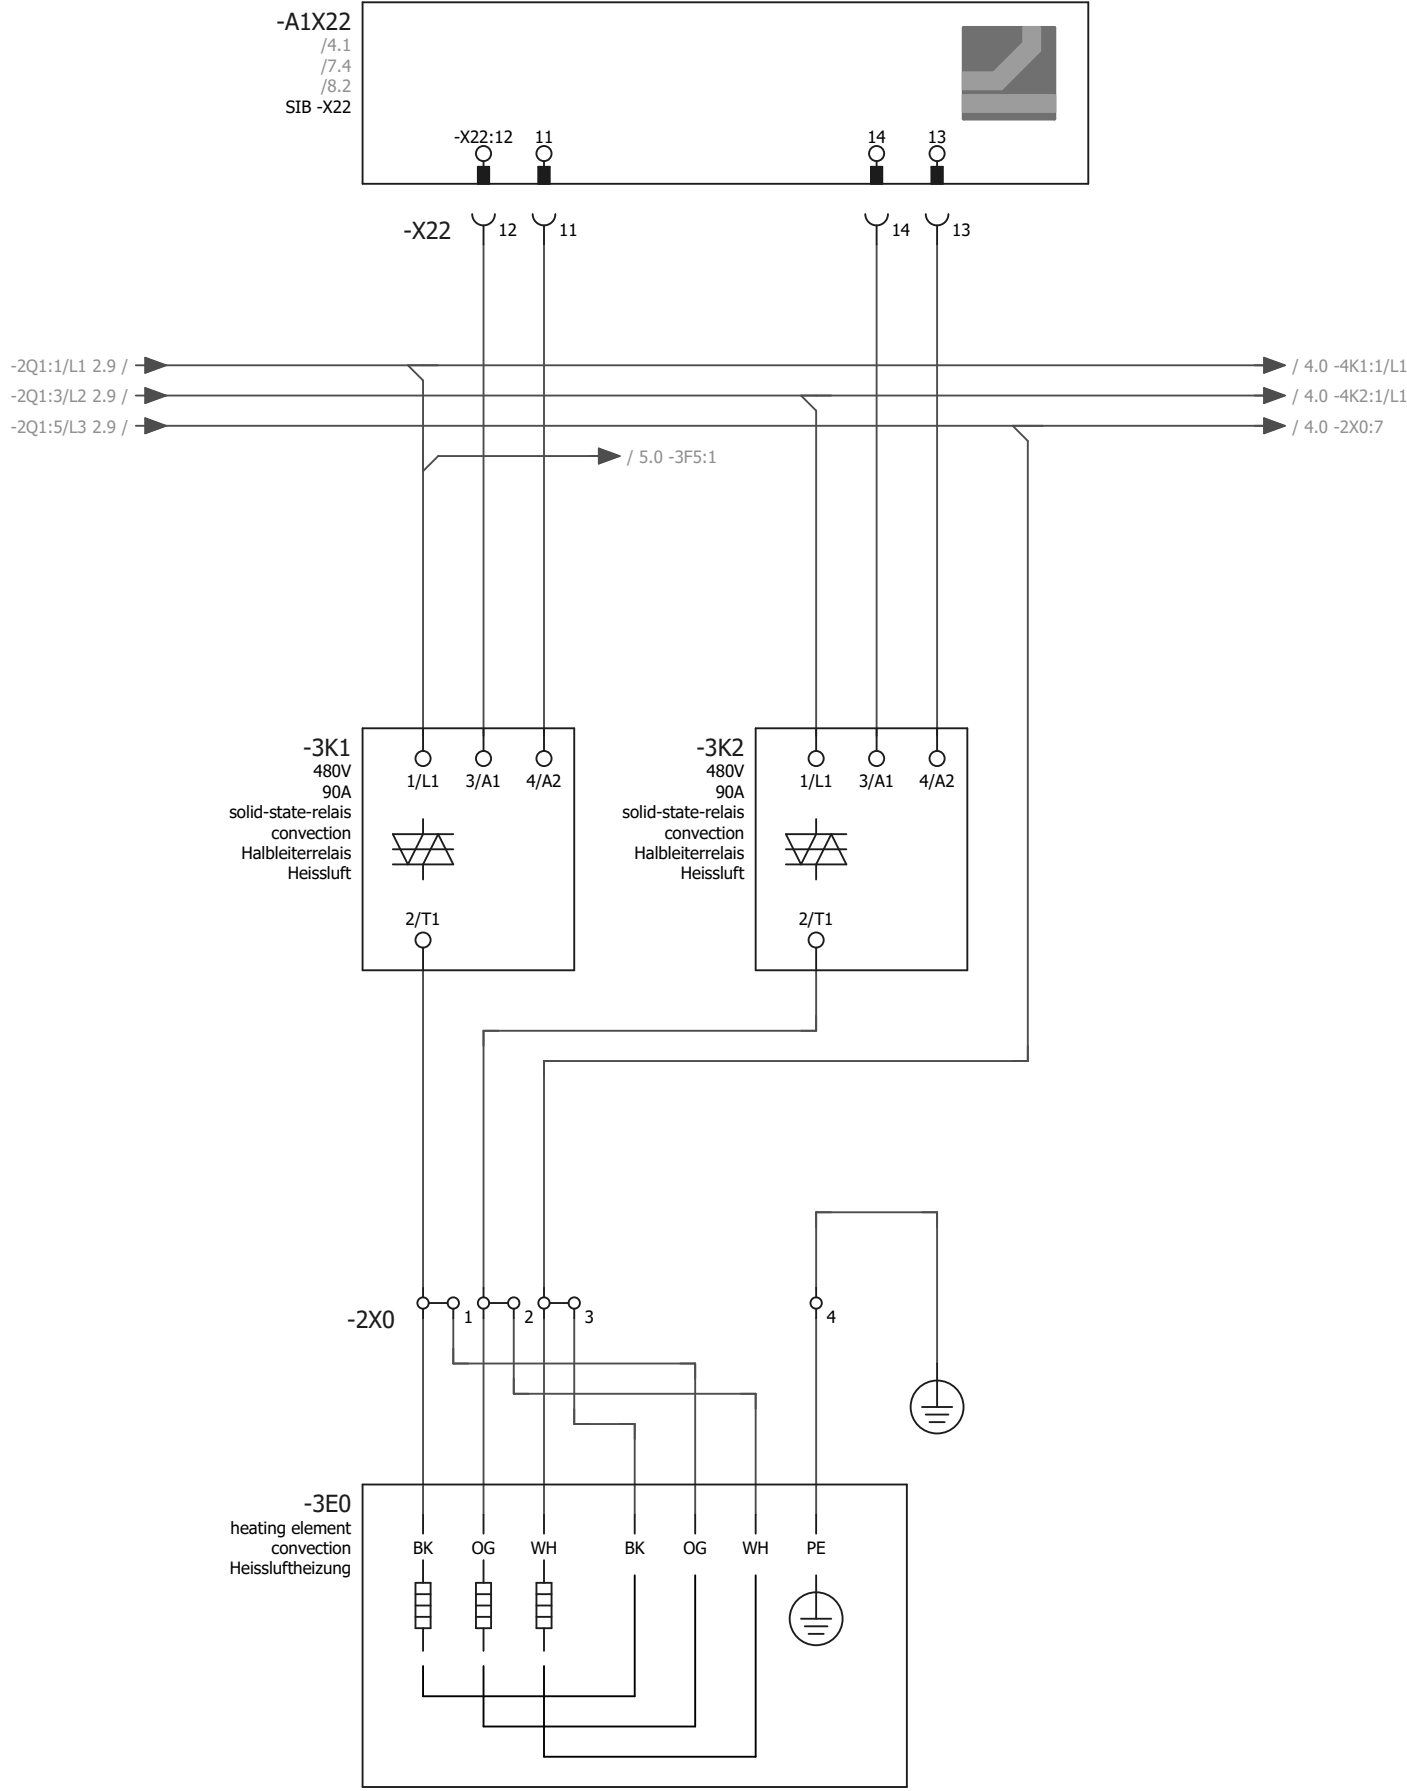 -A1X22
/4.1
/7.4
/8.2
SIB -X22
-X22:12 11 14 13
-X22 12 11 14 13
-2Q1:1/L1 2.9 / / 4.0 -4K1:1/L1
-2Q1:3/L2 2.9 / / 4.0 -4K2:1/L1
-2Q1:5/L3 2.9 / / 4.0 -2X0:7
/ 5.0 -3F5:1
-3K1
480V
90A
solid-state-relais
convection
Halbleiterrelais
Heissluft
1/L1 3/A1 4/A2
2/T1
-3K2
480V
90A
solid-state-relais
convection
Halbleiterrelais
Heissluft
1/L1 3/A1 4/A2
2/T1
-2X0 1 2 3 4
-3E0
heating element
convection
Heissluftheizung
BK OG WH BK OG WH PE